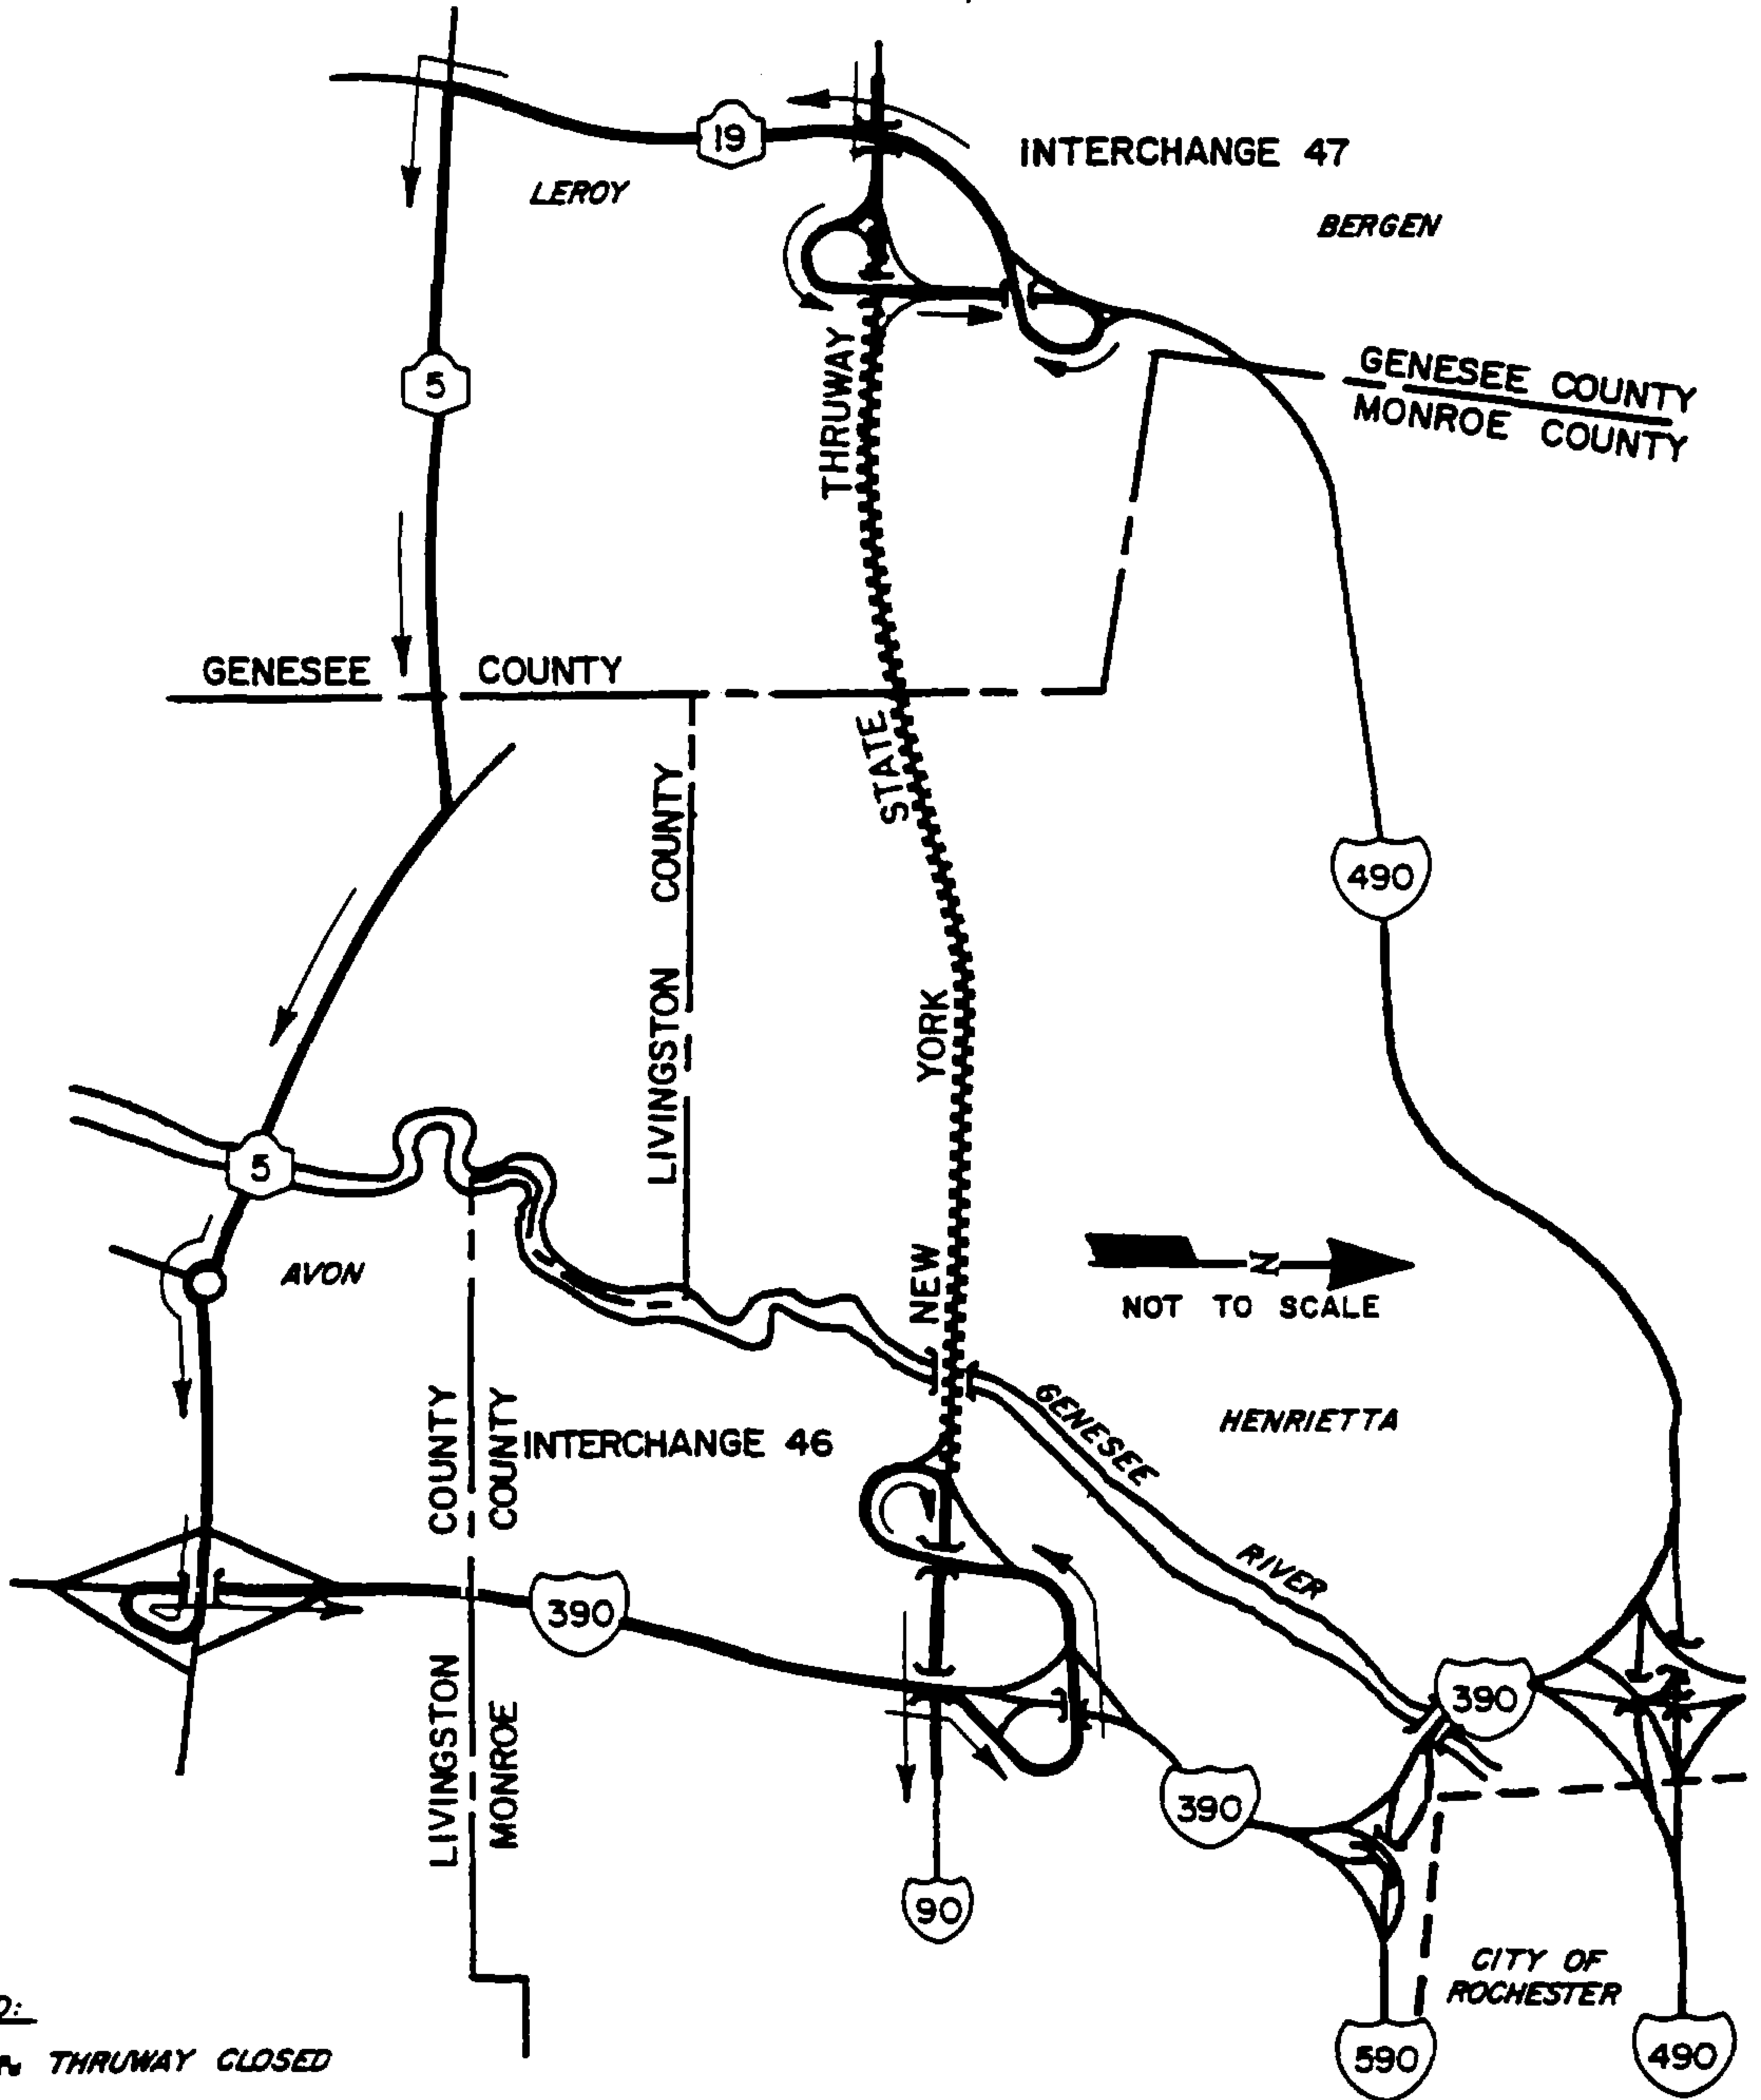 19
INTERCHANGE 47
LEROY
BERGEN
5
THRUWAY
GENESEE COUNTY
MONROE COUNTY
GENESEE COUNTY
STATE
LIVINGSTON COUNTY
490
YORK
5
AVON
NEW
N
NOT TO SCALE
GENESEE RIVER
HENRIETTA
INTERCHANGE 46
LIVINGSTON COUNTY
MONROE COUNTY
390
390
390
90
CITY OF
ROCHESTER
590
490
THRUWAY CLOSED